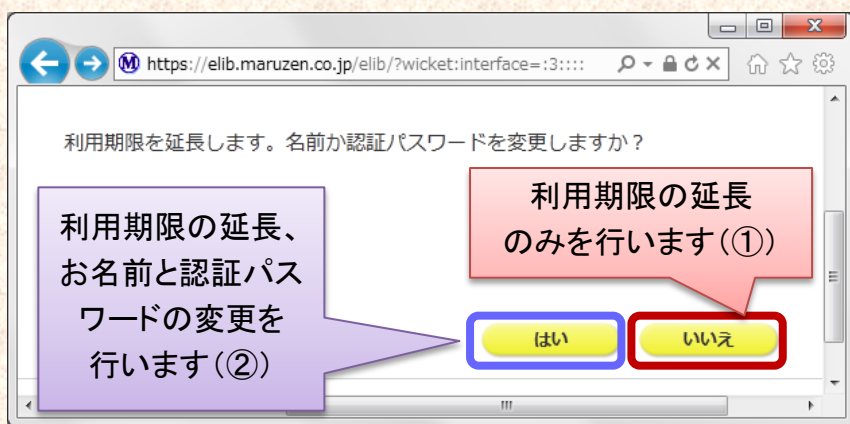 https://elib.maruzen.co.jp/elib/?wicket:interface=:3::::
利用期限を延長します。名前か認証パスワードを変更しますか?
利用期限の延長、
お名前と認証パス
ワードの変更を
行います(②)
利用期限の延長
のみを行います(①)
はい
いいえ